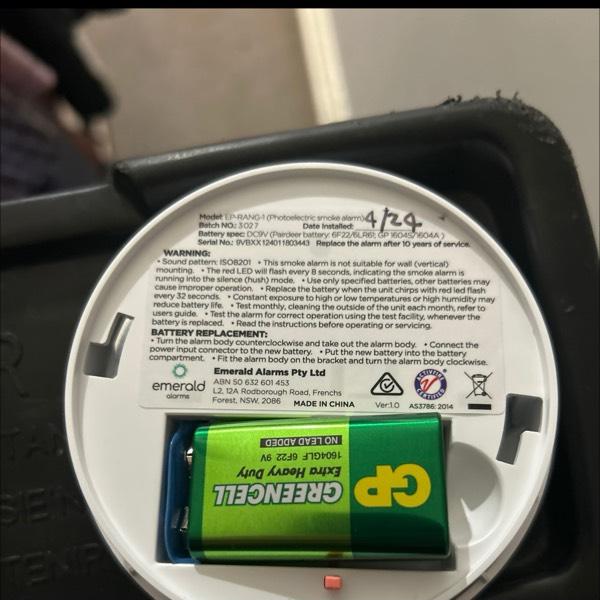 Model: EP-RANG-1 (Photoelectric smoke alarm)
Batch NO.: 3027 Date Installed: 4/24
Battery spec: DC9V (Pairdeer battery: 6F22/6LR61; GP 1604S/1604A)
Serial No.: 9VBXX124011803443 Replace the alarm after 10 years of service.
WARNING:
• Sound pattern: ISO8201 • This smoke alarm is not suitable for wall (vertical)
mounting. • The red LED will flash every 8 seconds, indicating the smoke alarm is
running into the silence (hush) mode. • Use only specified batteries, other batteries may
cause improper operation. • Replace the battery when the unit chirps with red led flash
every 32 seconds. • Constant exposure to high or low temperatures or high humidity may
reduce battery life. • Test monthly, cleaning the outside of the unit each month, refer to
users guide. • Test the alarm for correct operation using the test facility, whenever the
battery is replaced. • Read the instructions before operating or servicing.
BATTERY REPLACEMENT:
• Turn the alarm body counterclockwise and take out the alarm body. • Connect the
power input connector to the new battery. • Put the new battery into the battery
compartment. • Fit the alarm body on the bracket and turn the alarm body clockwise.
emerald
alarms
Emerald Alarms Pty Ltd
ABN 50 632 601 453
L2, 12A Rodborough Road, Frenchs
Forest, NSW, 2086 MADE IN CHINA Ver:1.0 AS3786: 2014
GP
GREENCELL
Extra Heavy Duty
1604GLF 6F22 9V
NO LEAD ADDED